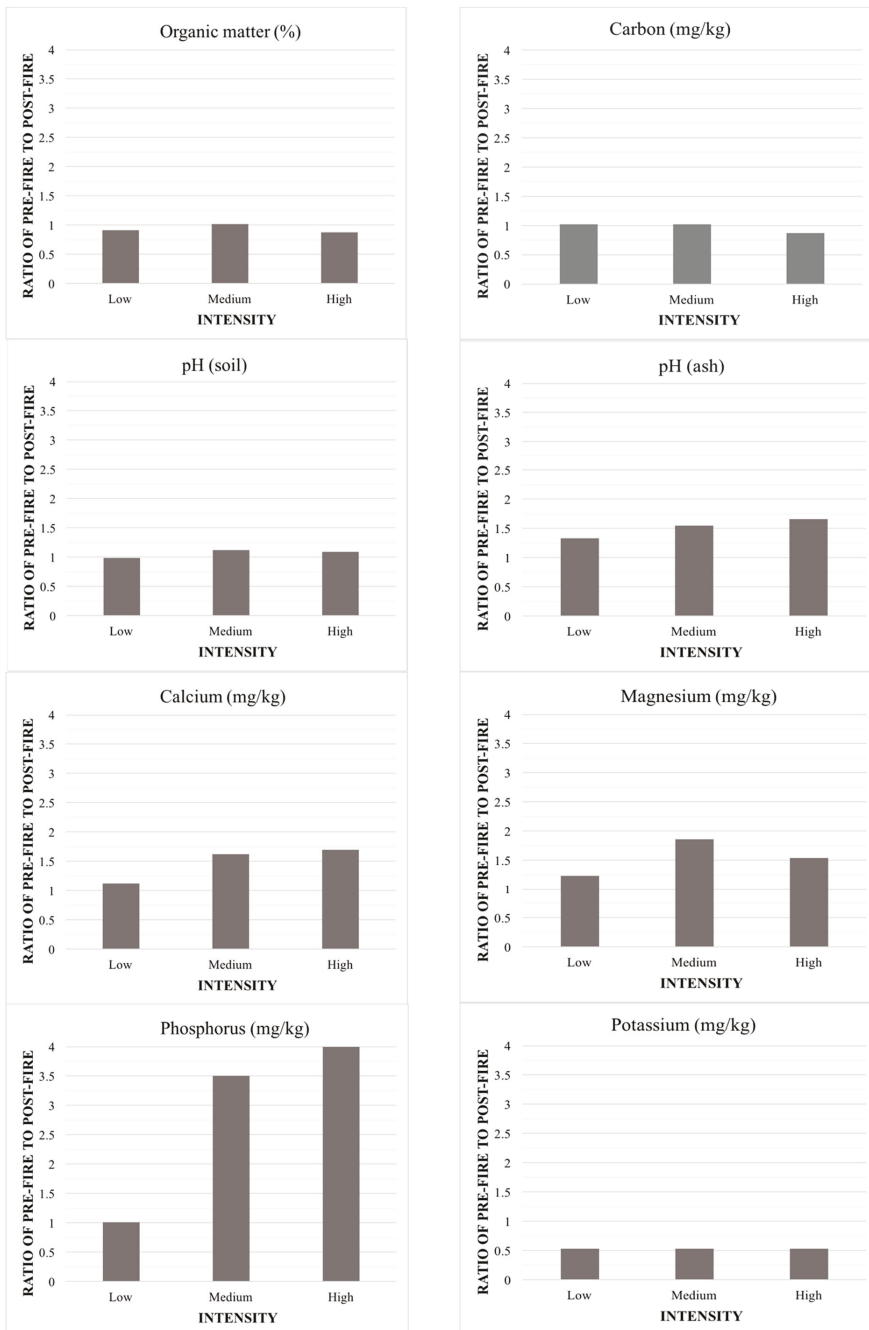 Organic matter (%)
RATIO OF PRE-FIRE TO POST-FIRE
4
3.5
3
2.5
2
1.5
1
0.5
0
Low Medium High
INTENSITY
Carbon (mg/kg)
RATIO OF PRE-FIRE TO POST-FIRE
4
3.5
3
2.5
2
1.5
1
0.5
0
Low Medium High
INTENSITY
pH (soil)
RATIO OF PRE-FIRE TO POST-FIRE
4
3.5
3
2.5
2
1.5
1
0.5
0
Low Medium High
INTENSITY
pH (ash)
RATIO OF PRE-FIRE TO POST-FIRE
4
3.5
3
2.5
2
1.5
1
0.5
0
Low Medium High
INTENSITY
Calcium (mg/kg)
RATIO OF PRE-FIRE TO POST-FIRE
4
3.5
3
2.5
2
1.5
1
0.5
0
Low Medium High
INTENSITY
Magnesium (mg/kg)
RATIO OF PRE-FIRE TO POST-FIRE
4
3.5
3
2.5
2
1.5
1
0.5
0
Low Medium High
INTENSITY
Phosphorus (mg/kg)
RATIO OF PRE-FIRE TO POST-FIRE
4
3.5
3
2.5
2
1.5
1
0.5
0
Low Medium High
INTENSITY
Potassium (mg/kg)
RATIO OF PRE-FIRE TO POST-FIRE
4
3.5
3
2.5
2
1.5
1
0.5
0
Low Medium High
INTENSITY